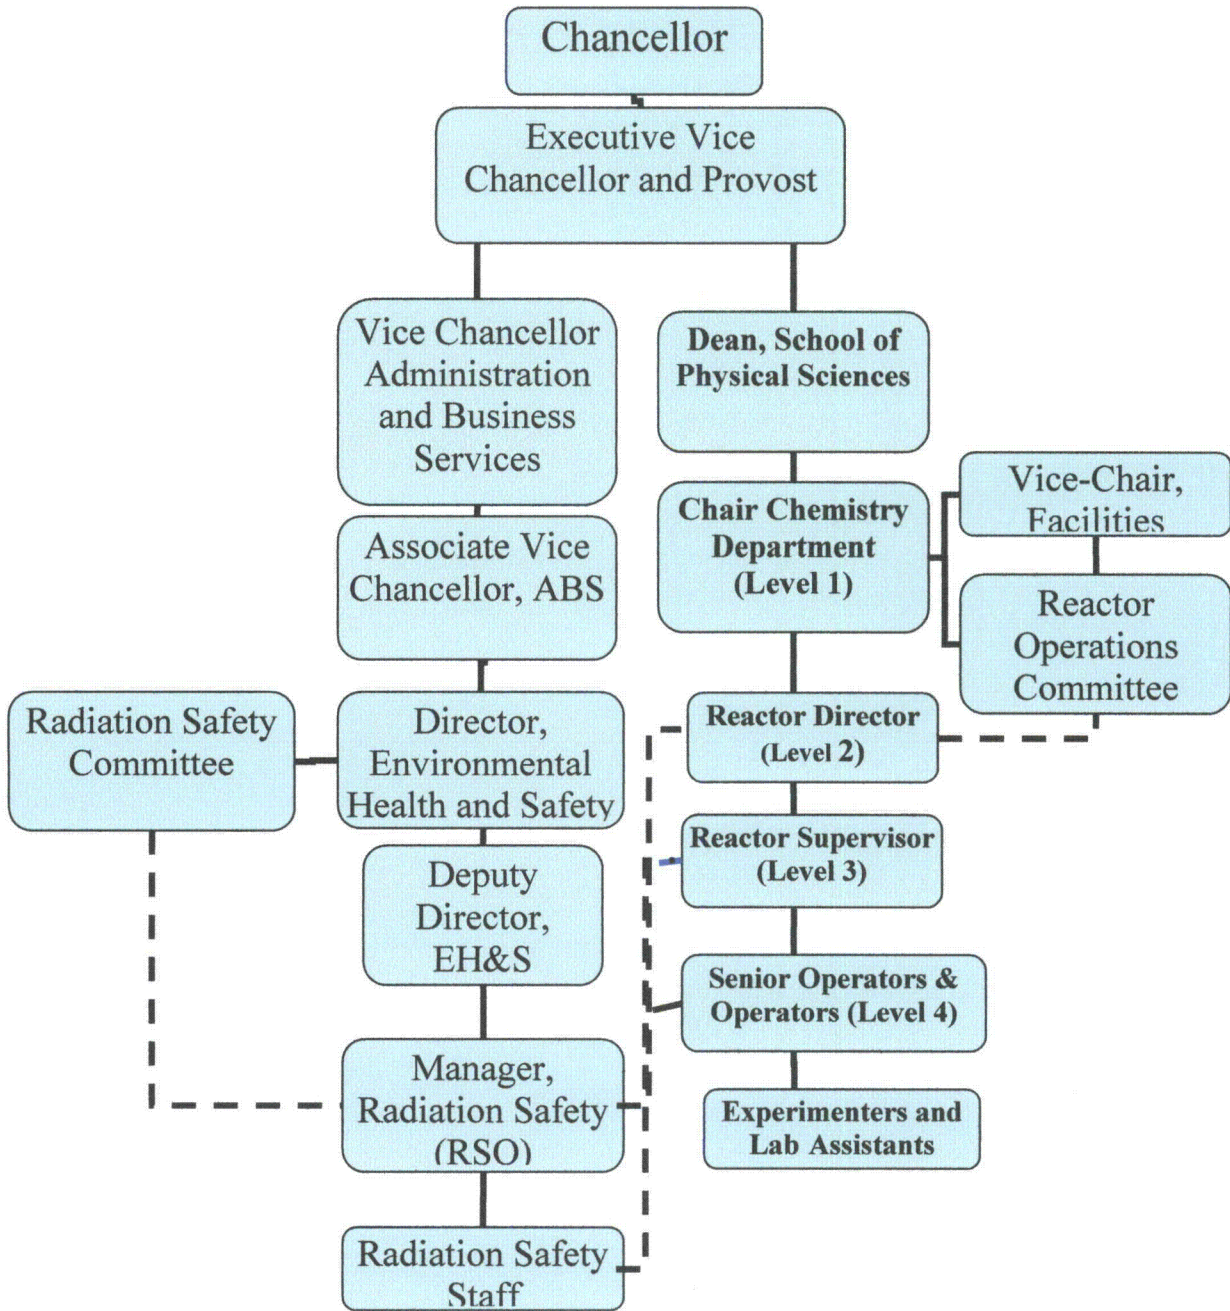 Chancellor
Executive Vice
Chancellor and Provost
Vice Chancellor
Administration
and Business
Services
Dean, School of
Physical Sciences
Associate Vice
Chancellor, ABS
Chair Chemistry
Department
(Level 1)
Vice-Chair,
Facilities
Reactor
Operations
Committee
Radiation Safety
Committee
Director,
Environmental
Health and Safety
Reactor Director
(Level 2)
Reactor Supervisor
(Level 3)
Deputy
Director,
EH&S
Senior Operators &
Operators (Level 4)
Manager,
Radiation Safety
(RSO)
Experimenters and
Lab Assistants
Radiation Safety
Staff